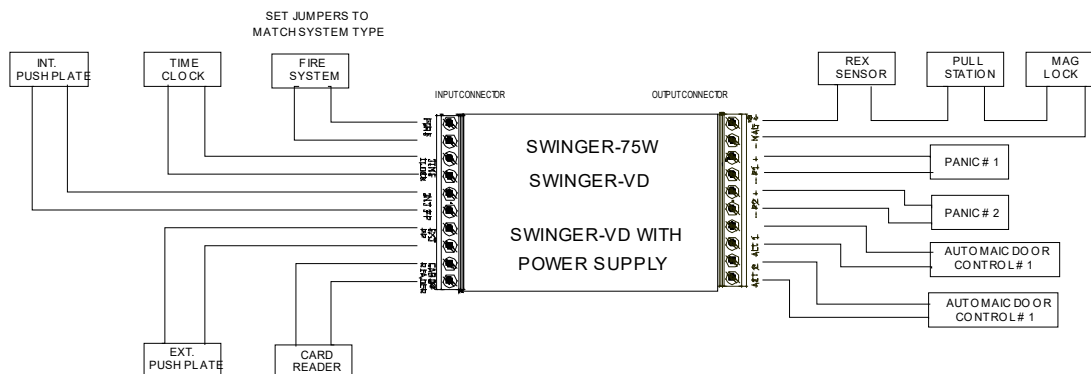 SET JUMPERS TO
MATCH SYSTEM TYPE
INT.
PUSH PLATE
TIME
CLOCK
FIRE
SYSTEM
REX
SENSOR
PULL
STATION
MAG
LOCK
INPUT CONNECTOR
OUTPUT CONNECTOR
SWINGER-75W
SWINGER-VD
SWINGER-VD WITH
POWER SUPPLY
PANIC # 1
PANIC # 2
AUTOMAIC DOOR
CONTROL # 1
AUTOMAIC DOOR
CONTROL # 1
EXT.
PUSH PLATE
CARD
READER